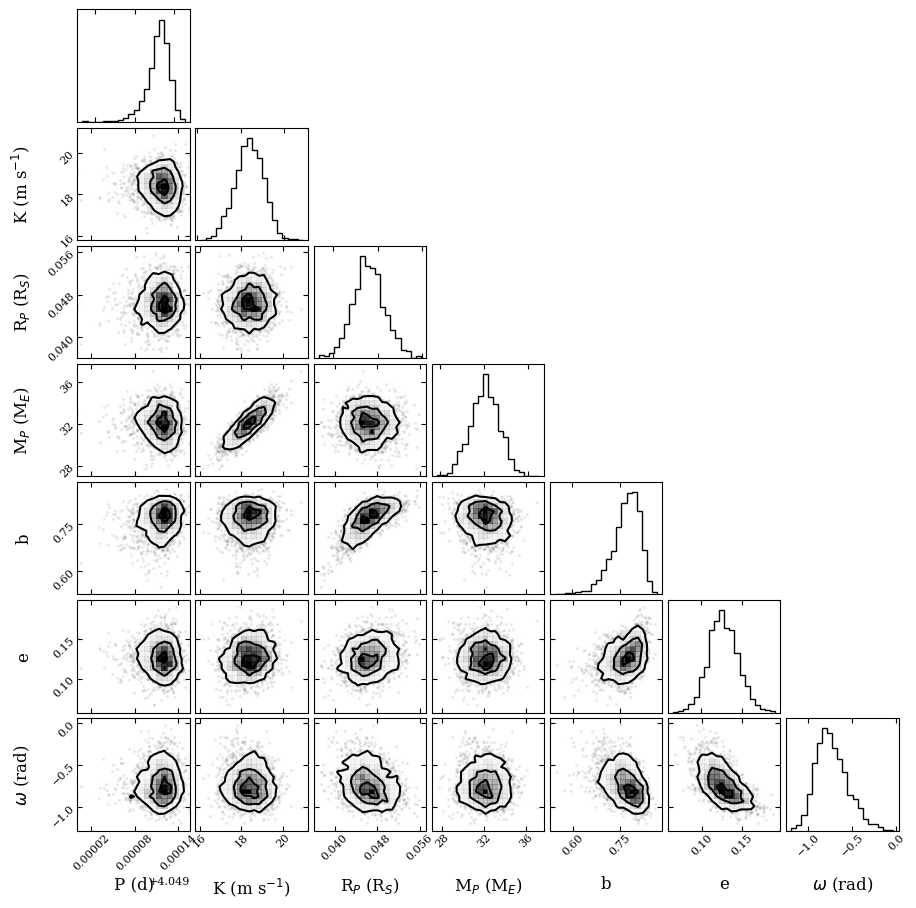 K (m s⁻¹)
20
18
16
R_P (R_S)
0.056
0.048
0.040
M_P (M_E)
36
32
28
b
0.75
0.60
e
0.15
0.10
ω (rad)
0.0
−0.5
−1.0
0.00002 0.00008 0.00014 16 18 20 0.040 0.048 0.056 28 32 36 0.60 0.75 0.10 0.15 −1.0 −0.5 0.0
P (d) +4.049 K (m s⁻¹) R_P (R_S) M_P (M_E) b e ω (rad)